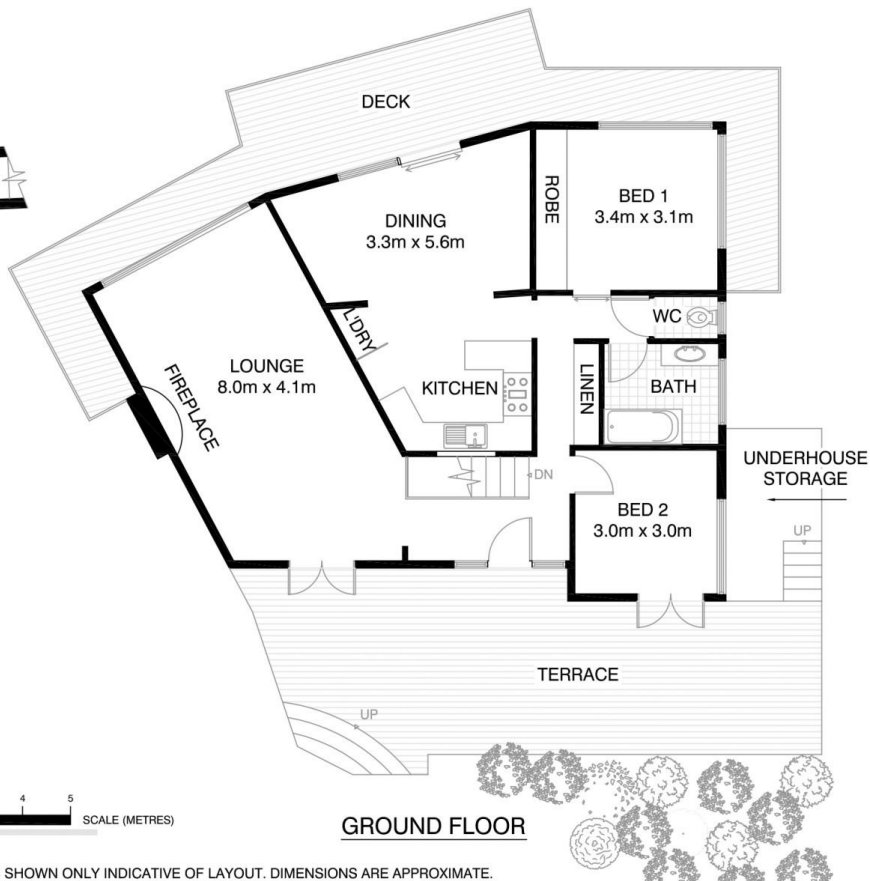 DECK
ROBE
BED 1
3.4m x 3.1m
DINING
3.3m x 5.6m
WC
L'DRY
LOUNGE
8.0m x 4.1m
FIREPLACE
KITCHEN
LINEN
BATH
UNDERHOUSE
STORAGE
DN
BED 2
3.0m x 3.0m
UP
TERRACE
UP
4 5
SCALE (METRES)
GROUND FLOOR
SHOWN ONLY INDICATIVE OF LAYOUT. DIMENSIONS ARE APPROXIMATE.